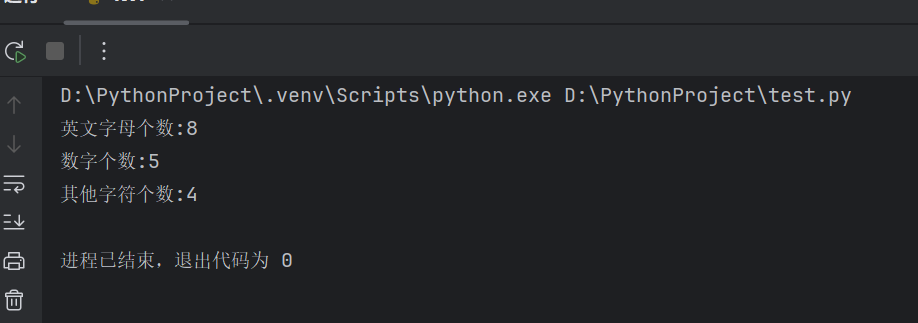 D:\PythonProject\.venv\Scripts\python.exe D:\PythonProject\test.py
英文字母个数:8
数字个数:5
其他字符个数:4
进程已结束，退出代码为 0